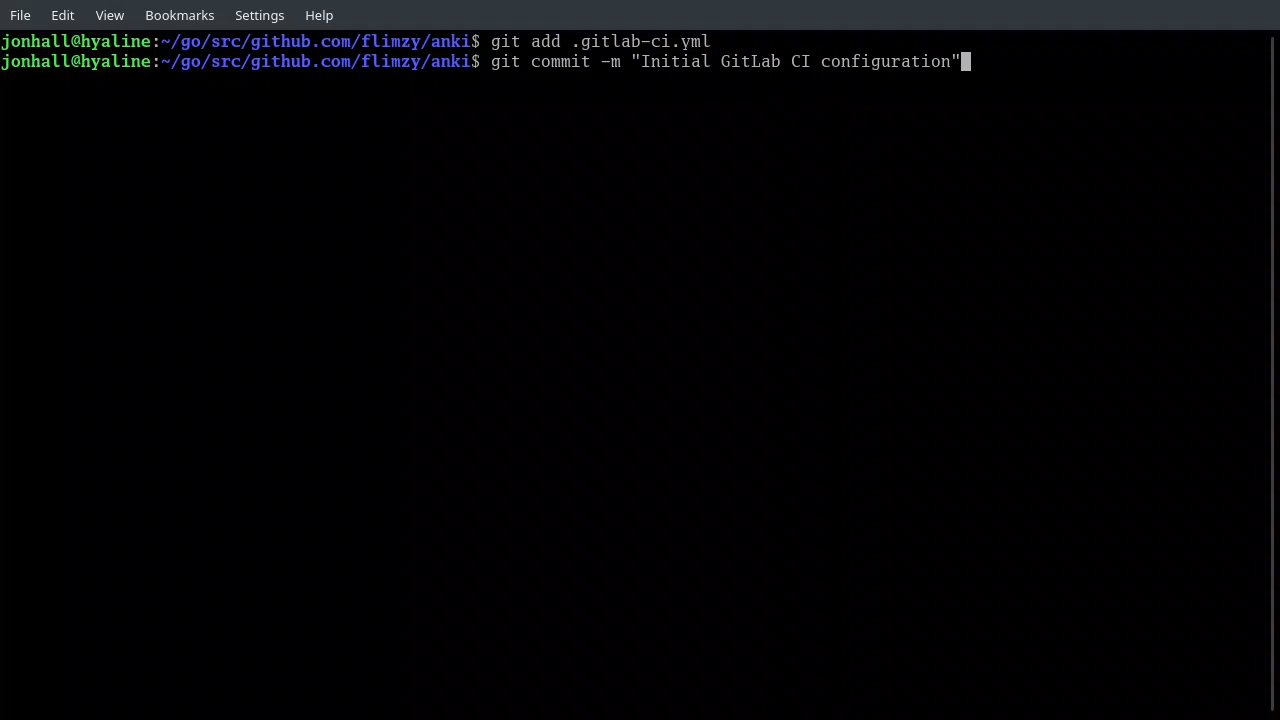 File Edit View Bookmarks Settings Help
jonhall@hyaline:~/go/src/github.com/flimzy/anki$ git add .gitlab-ci.yml
jonhall@hyaline:~/go/src/github.com/flimzy/anki$ git commit -m "Initial GitLab CI configuration"